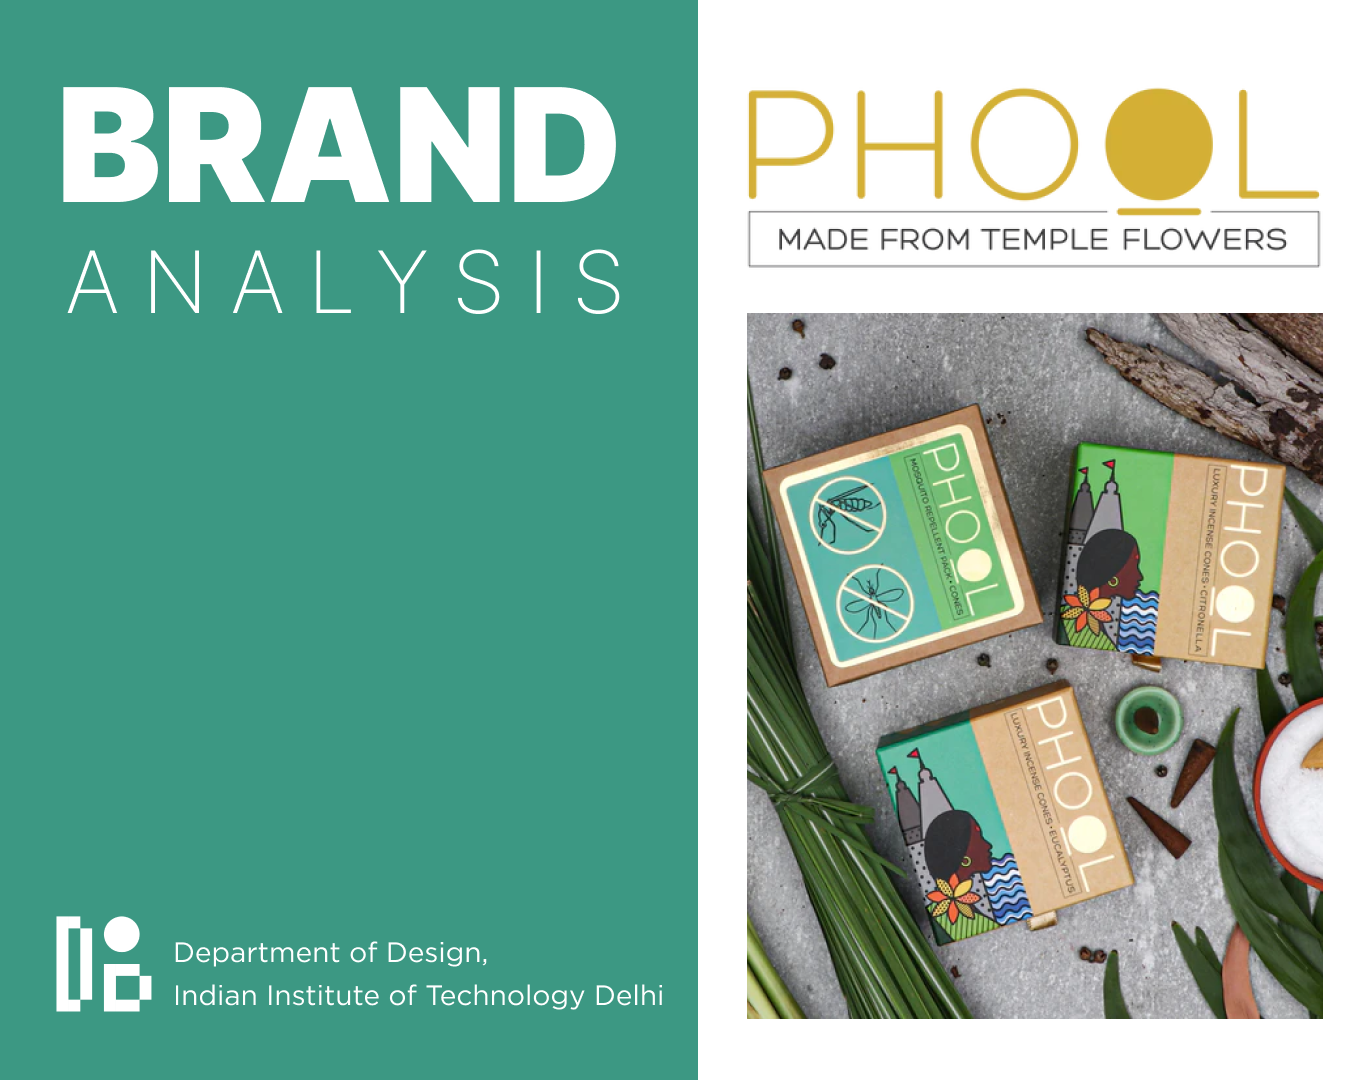 BRAND
ANALYSIS
Department of Design,
Indian Institute of Technology Delhi
PHOOL
MADE FROM TEMPLE FLOWERS
PHOOL
MOSQUITO REPELLENT PACK • CONES
PHOOL
LUXURY INCENSE CONES • CITRONELLA
PHOOL
LUXURY INCENSE CONES • EUCALYPTUS